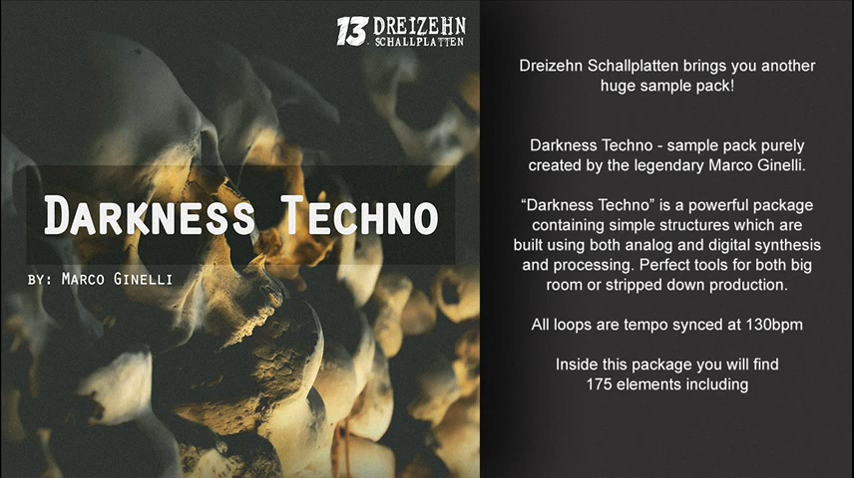 13 DREIZEHN
SCHALLPLATTEN
DARKNESS TECHNO
BY: MARCO GINELLI
Dreizehn Schallplatten brings you another
huge sample pack!
Darkness Techno - sample pack purely
created by the legendary Marco Ginelli.
“Darkness Techno” is a powerful package
containing simple structures which are
built using both analog and digital synthesis
and processing. Perfect tools for both big
room or stripped down production.
All loops are tempo synced at 130bpm
Inside this package you will find
175 elements including